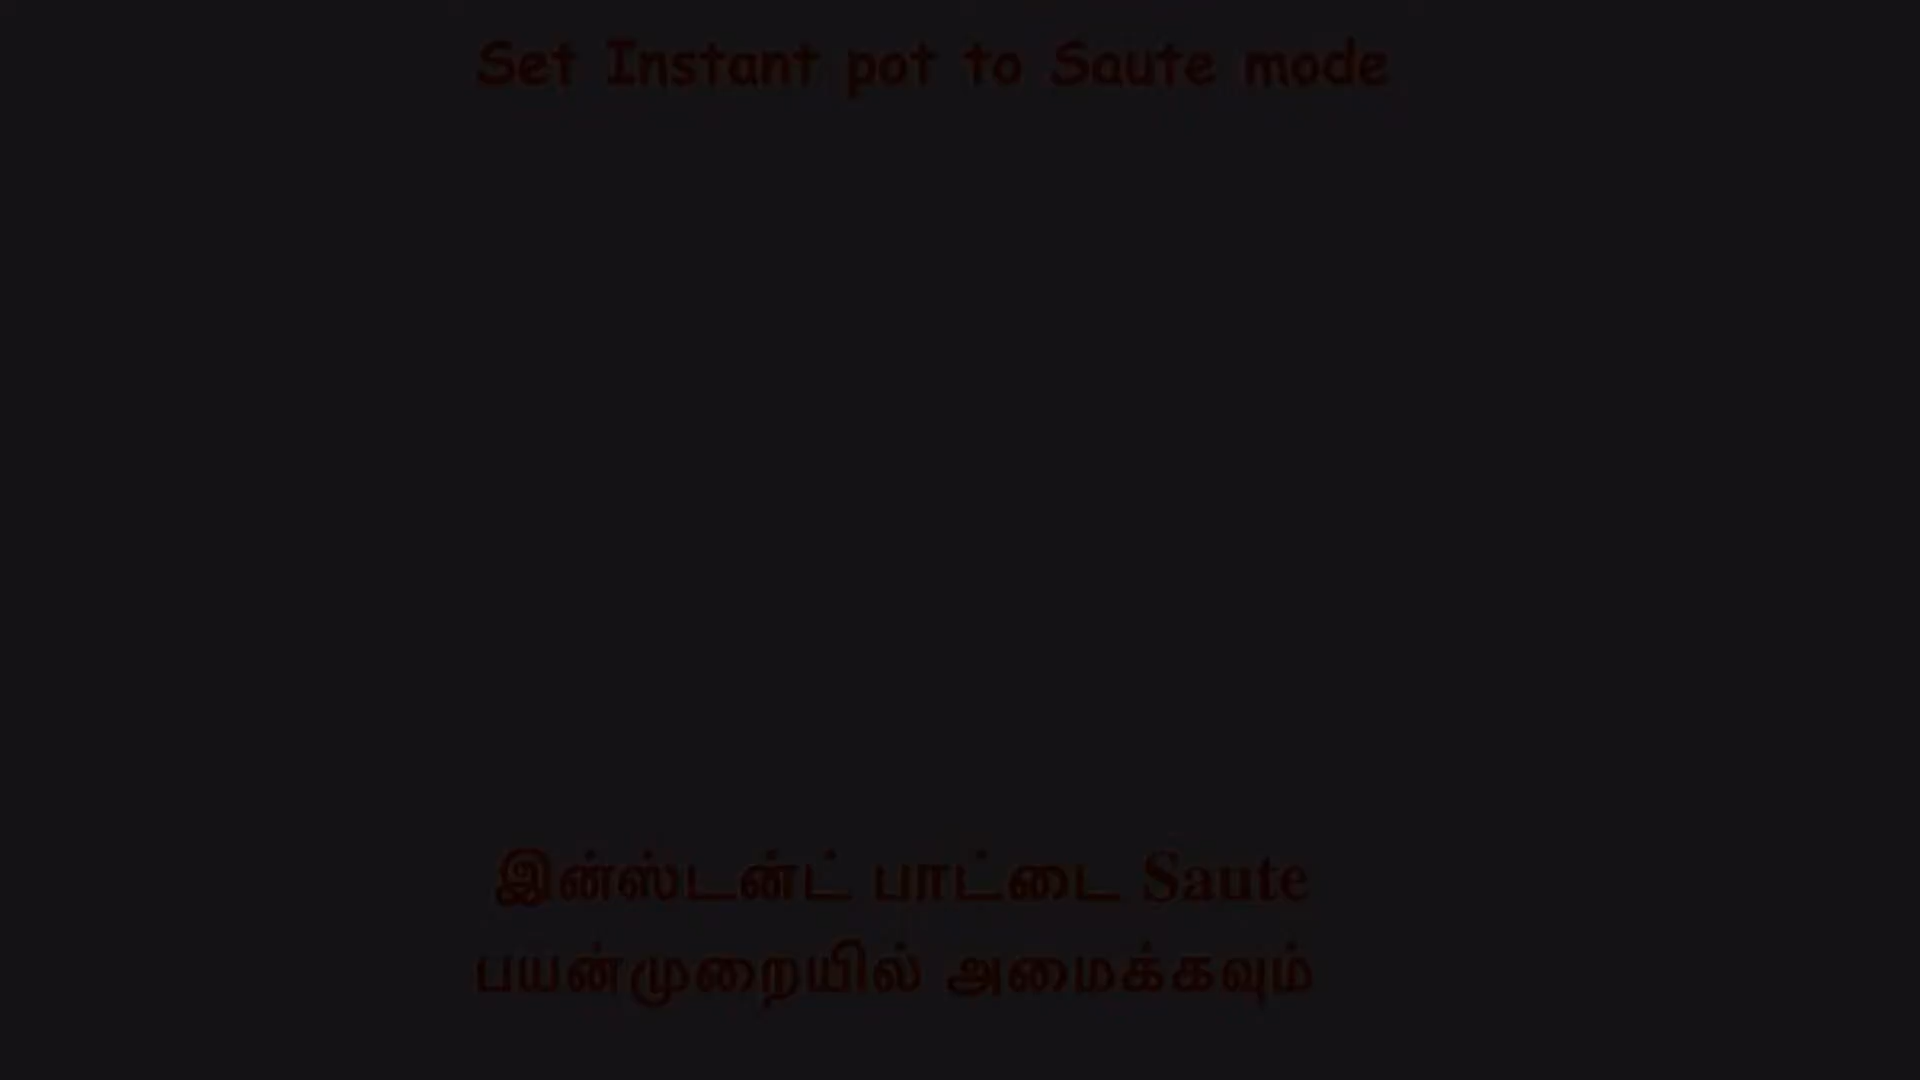 Set Instant pot to Saute mode
இன்ஸ்டன்ட் பாட்டை Saute
பயன்முறையில் அமைக்கவும்